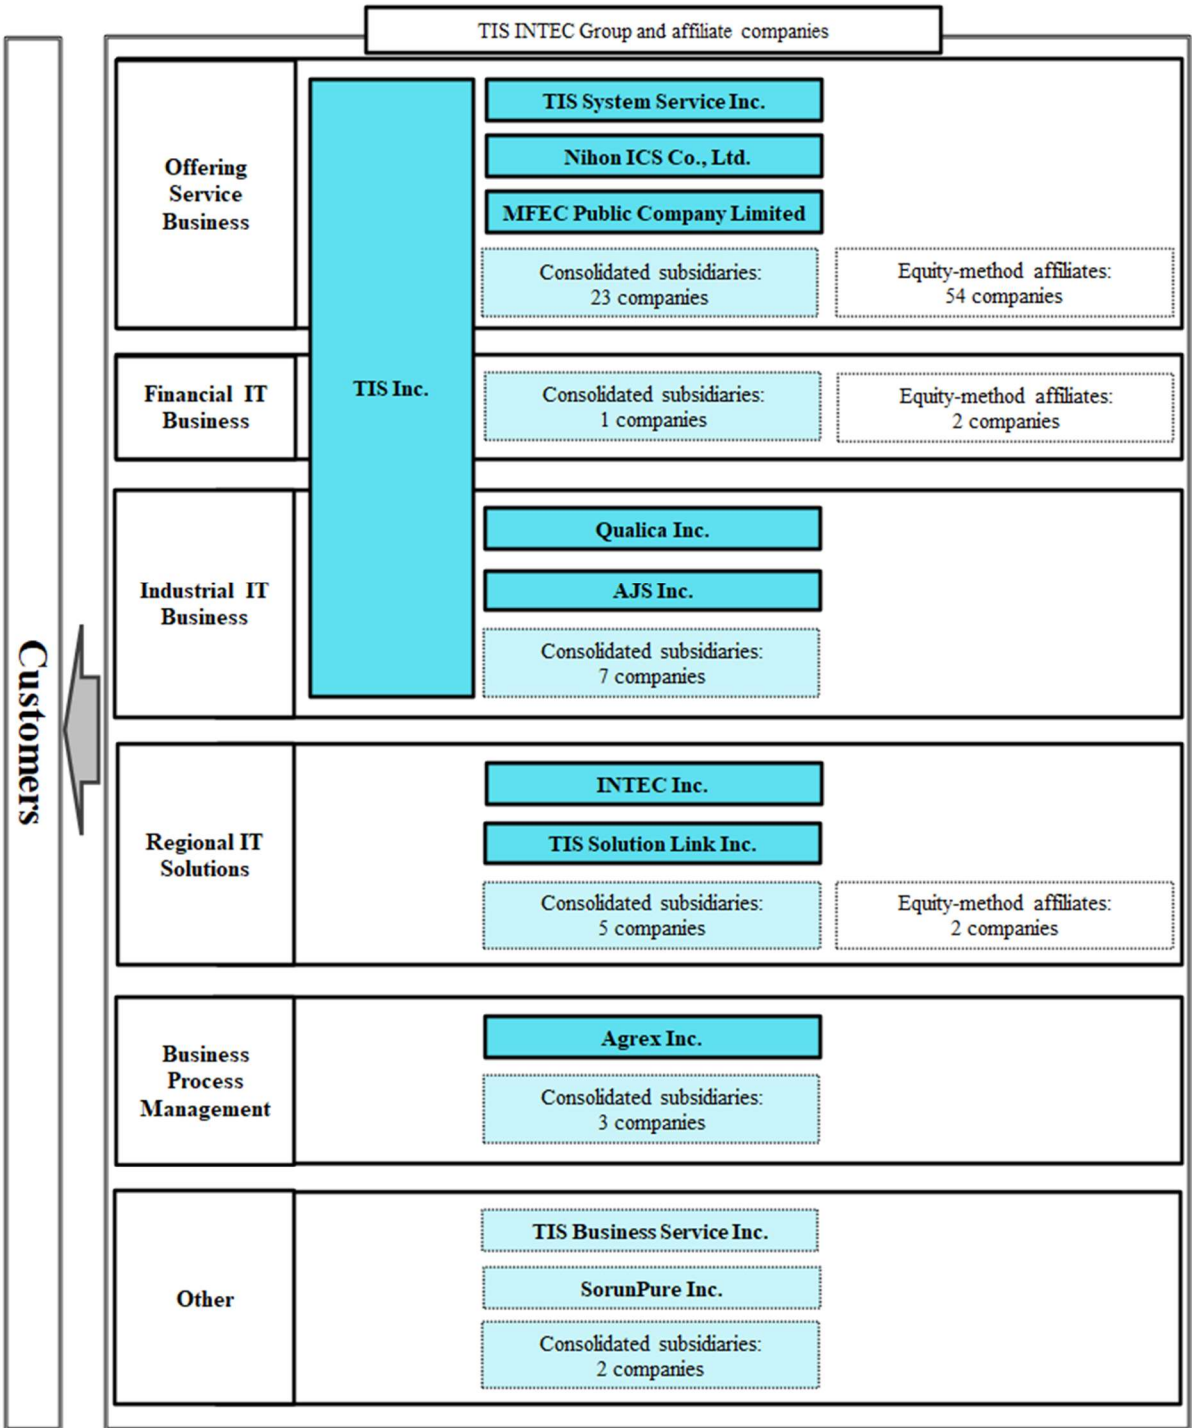 TIS INTEC Group and affiliate companies
Customers
Offering
Service
Business
TIS Inc.
TIS System Service Inc.
Nihon ICS Co., Ltd.
MFEC Public Company Limited
Consolidated subsidiaries:
23 companies
Equity-method affiliates:
54 companies
Financial IT
Business
Consolidated subsidiaries:
1 companies
Equity-method affiliates:
2 companies
Industrial IT
Business
Qualica Inc.
AJS Inc.
Consolidated subsidiaries:
7 companies
Regional IT
Solutions
INTEC Inc.
TIS Solution Link Inc.
Consolidated subsidiaries:
5 companies
Equity-method affiliates:
2 companies
Business
Process
Management
Agrex Inc.
Consolidated subsidiaries:
3 companies
Other
TIS Business Service Inc.
SorunPure Inc.
Consolidated subsidiaries:
2 companies